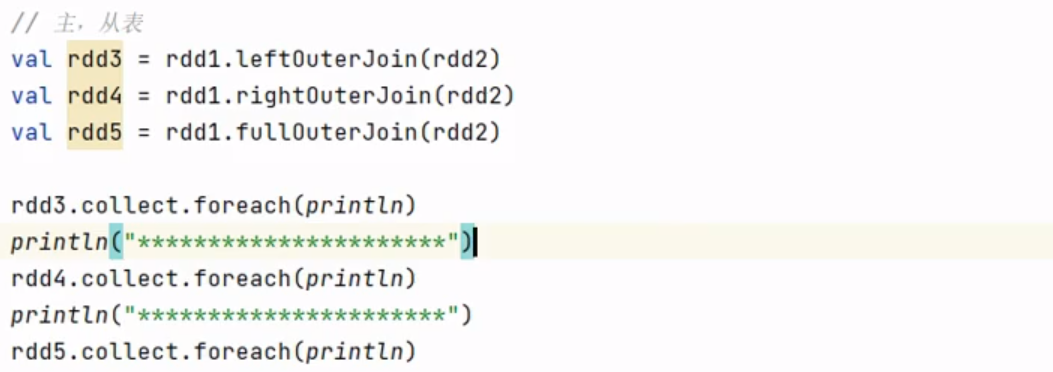 // 主，从表
val rdd3 = rdd1.leftOuterJoin(rdd2)
val rdd4 = rdd1.rightOuterJoin(rdd2)
val rdd5 = rdd1.fullOuterJoin(rdd2)
rdd3.collect.foreach(println)
println("**********************")
rdd4.collect.foreach(println)
println("**********************")
rdd5.collect.foreach(println)